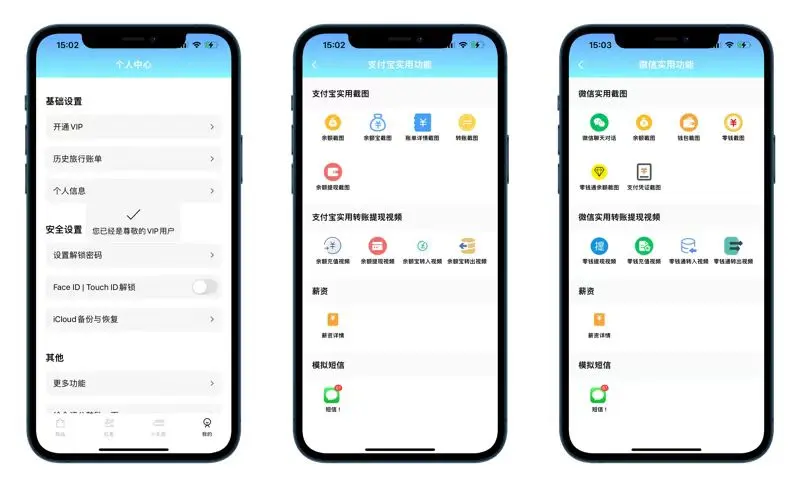 15:02
个人中心
基础设置
开通 VIP
历史旅行账单
个人信息
您已经是尊敬的 VIP 用户
安全设置
设置解锁密码
Face ID | Touch ID 解锁
iCloud 备份与恢复
其他
更多功能
我的
15:02
支付宝实用功能
支付宝实用截图
余额截图 余额宝截图 账单详情截图 转账截图
余额提现截图
支付宝实用转账提现视频
余额充值视频 余额提现视频 余额宝转入视频 余额宝转出视频
薪资
薪资详情
模拟短信
短信！
15:03
微信实用功能
微信实用截图
微信聊天对话 余额截图 钱包截图 零钱截图
零钱通余额截图 支付凭证截图
微信实用转账提现视频
提
零钱提现视频 零钱充值视频 零钱通转入视频 零钱通转出视频
薪资
薪资详情
模拟短信
短信！